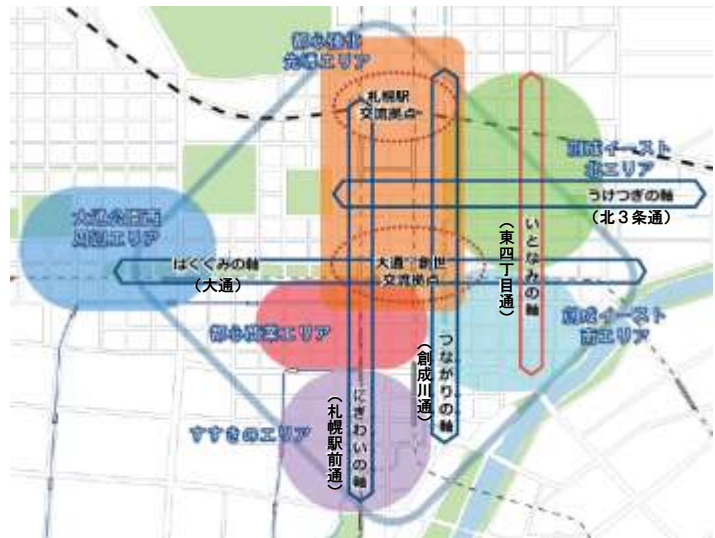 都心強化
先導エリア
札幌駅
交流拠点
創成イースト
北エリア
うけつぎの軸
(北3条通)
大通公園西
周辺エリア
はぐくみの軸
(大通)
大通・創世
交流拠点
いとなみの軸
(東四丁目通)
都心商業エリア
創成イースト
南エリア
つながりの軸
(創成川通)
すすきのエリア
にぎわいの軸
(札幌駅前通)